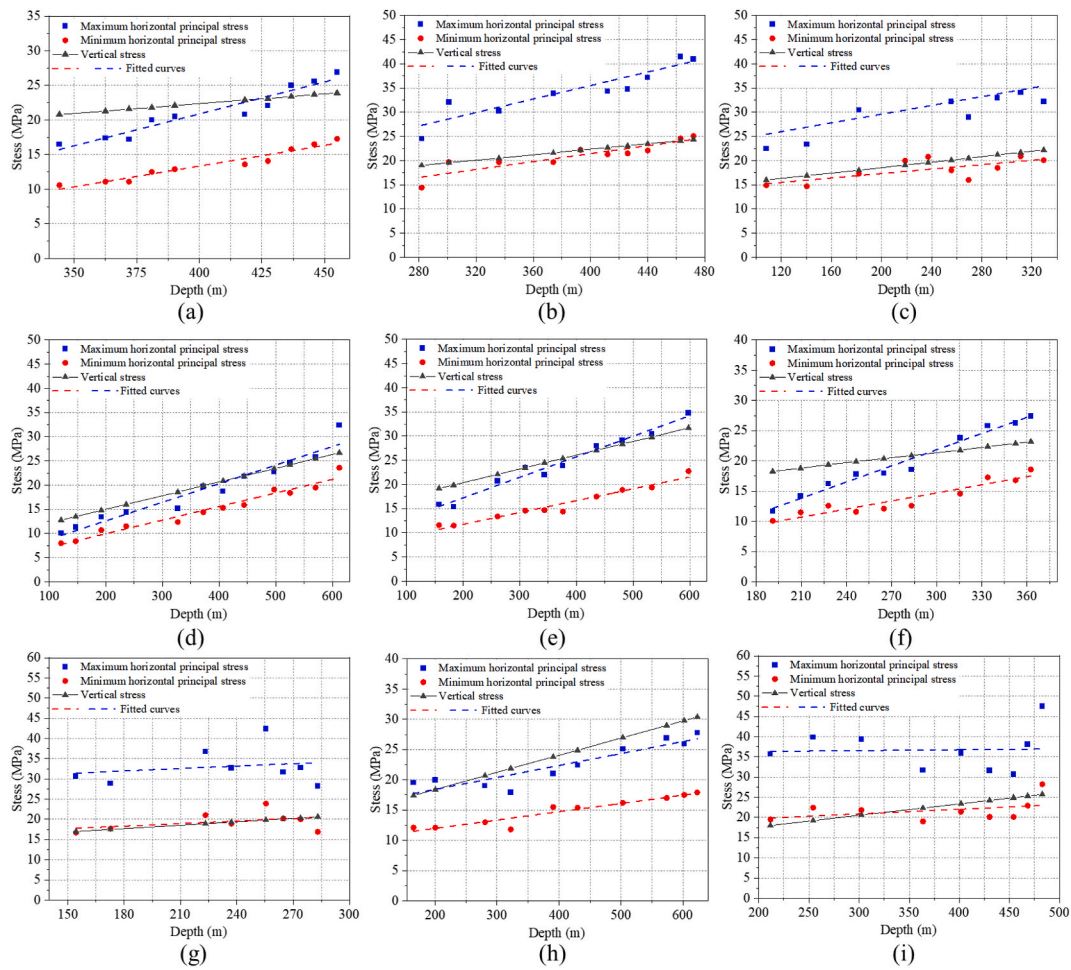 35
30
25
20
15
10
5
0
Stess (MPa)
Maximum horizontal principal stress
Minimum horizontal principal stress
Vertical stress
Fitted curves
350 375 400 425 450
Depth (m)
(a)
50
45
40
35
30
25
20
15
10
5
0
Stess (MPa)
Maximum horizontal principal stress
Minimum horizontal principal stress
Vertical stress
Fitted curves
280 320 360 400 440 480
Depth (m)
(b)
50
45
40
35
30
25
20
15
10
5
0
Stess (MPa)
Maximum horizontal principal stress
Minimum horizontal principal stress
Vertical stress
Fitted curves
120 160 200 240 280 320
Depth (m)
(c)
50
45
40
35
30
25
20
15
10
5
0
Stess (MPa)
Maximum horizontal principal stress
Minimum horizontal principal stress
Vertical stress
Fitted curves
100 200 300 400 500 600
Depth (m)
(d)
50
45
40
35
30
25
20
15
10
5
0
Stess (MPa)
Maximum horizontal principal stress
Minimum horizontal principal stress
Vertical stress
Fitted curves
100 200 300 400 500 600
Depth (m)
(e)
40
35
30
25
20
15
10
5
0
Stess (MPa)
Maximum horizontal principal stress
Minimum horizontal principal stress
Vertical stress
Fitted curves
180 210 240 270 300 330 360
Depth (m)
(f)
60
55
50
45
40
35
30
25
20
15
10
5
0
Stess (MPa)
Maximum horizontal principal stress
Minimum horizontal principal stress
Vertical stress
Fitted curves
150 180 210 240 270 300
Depth (m)
(g)
40
35
30
25
20
15
10
5
0
Stess (MPa)
Maximum horizontal principal stress
Minimum horizontal principal stress
Vertical stress
Fitted curves
200 300 400 500 600
Depth (m)
(h)
60
55
50
45
40
35
30
25
20
15
10
5
0
Stess (MPa)
Maximum horizontal principal stress
Minimum horizontal principal stress
Vertical stress
Fitted curves
200 250 300 350 400 450 500
Depth (m)
(i)